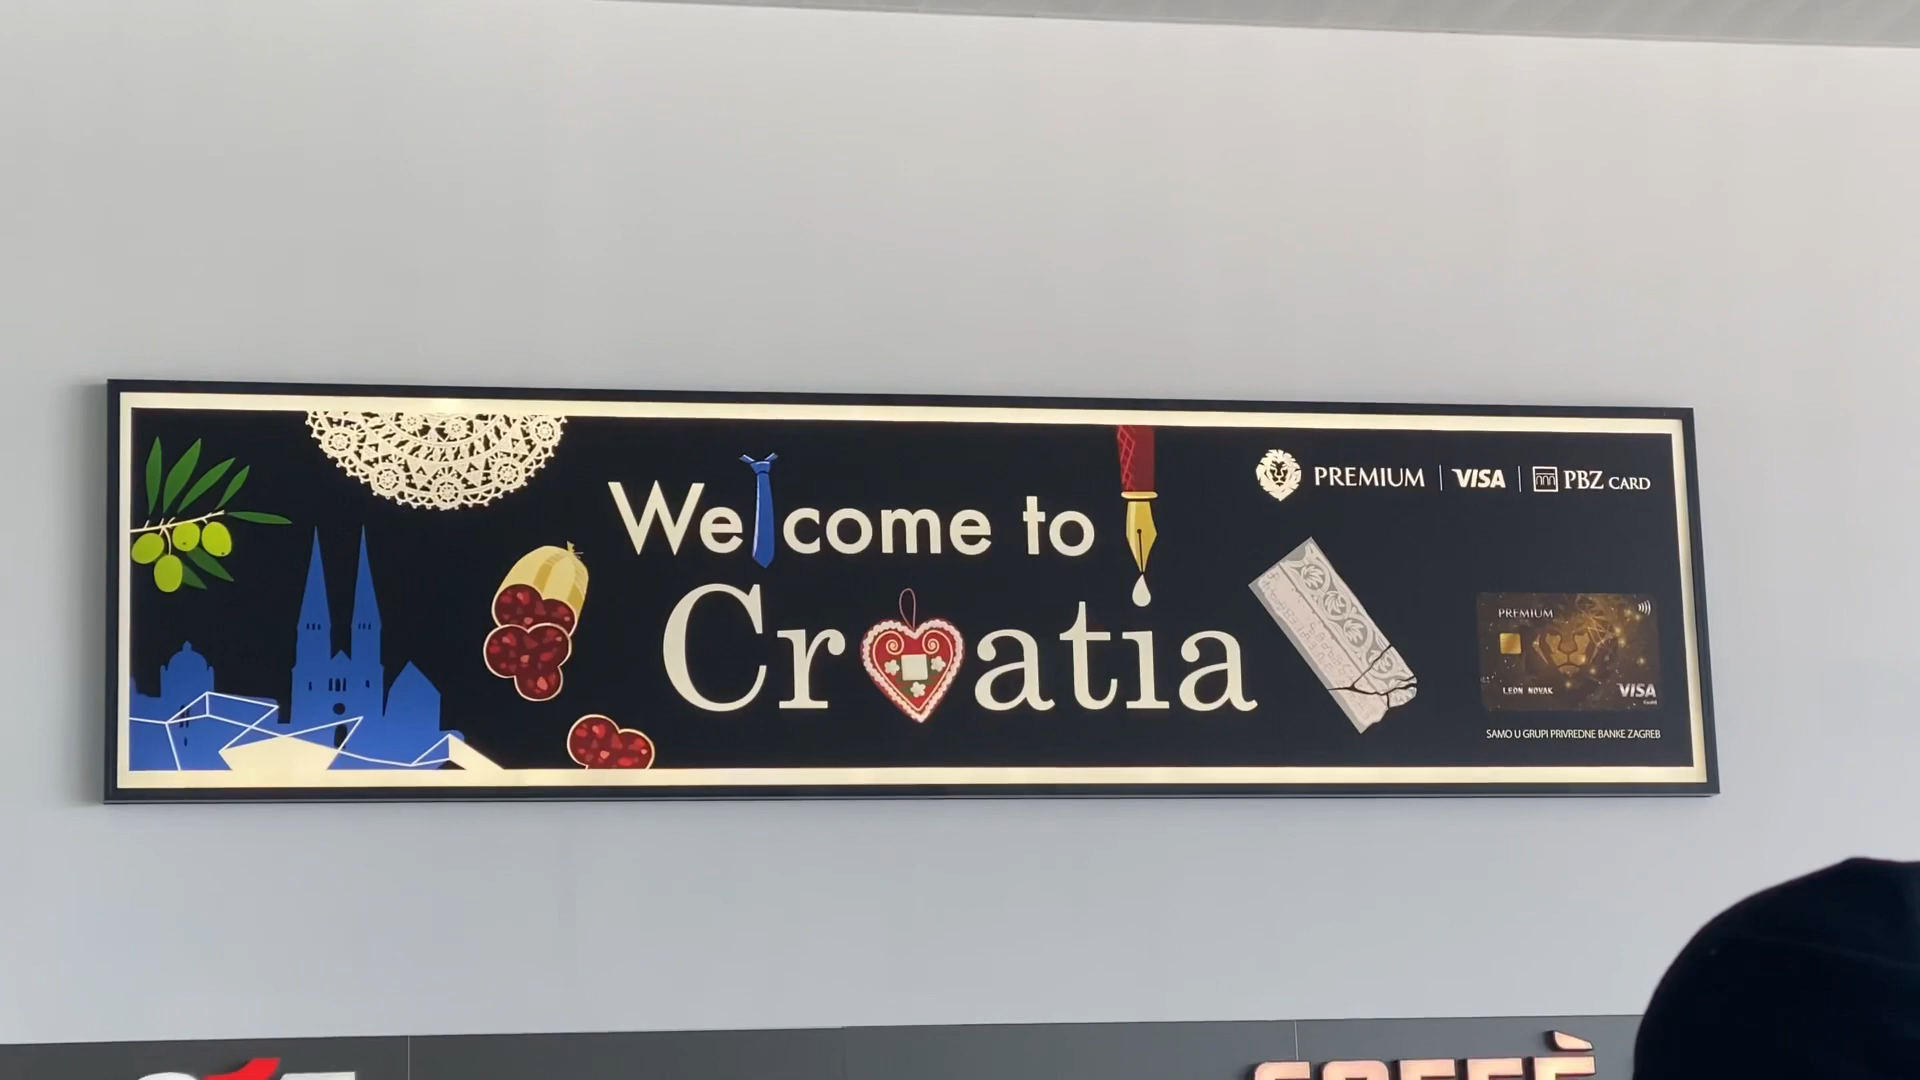 Welcome to
Croatia
PREMIUM | VISA | PBZ CARD
PREMIUM
LEON NOVAK
VISA
SAMO U GRUPI PRIVREDNE BANKE ZAGREB